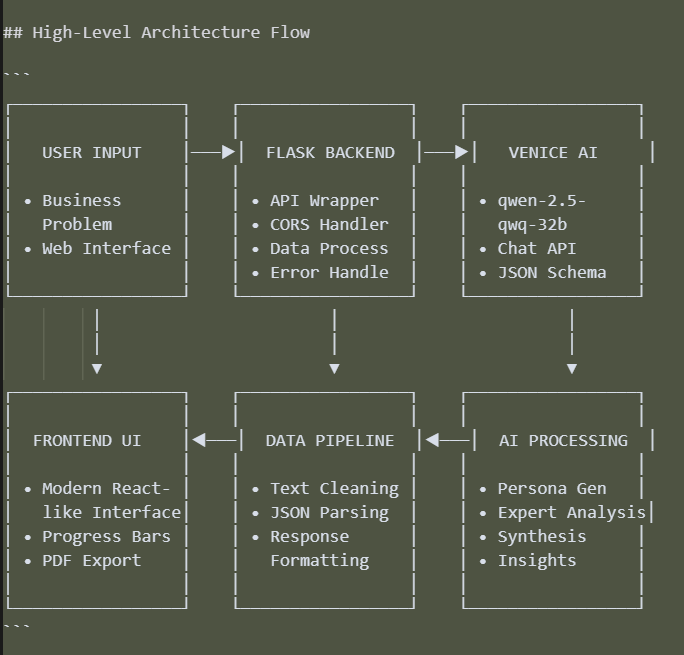 ## High-Level Architecture Flow
```
USER INPUT FLASK BACKEND VENICE AI
• Business • API Wrapper • qwen-2.5-
Problem • CORS Handler qwq-32b
• Web Interface • Data Process • Chat API
• Error Handle • JSON Schema
FRONTEND UI DATA PIPELINE AI PROCESSING
• Modern React- • Text Cleaning • Persona Gen
like Interface • JSON Parsing • Expert Analysis
• Progress Bars • Response • Synthesis
• PDF Export Formatting • Insights
```